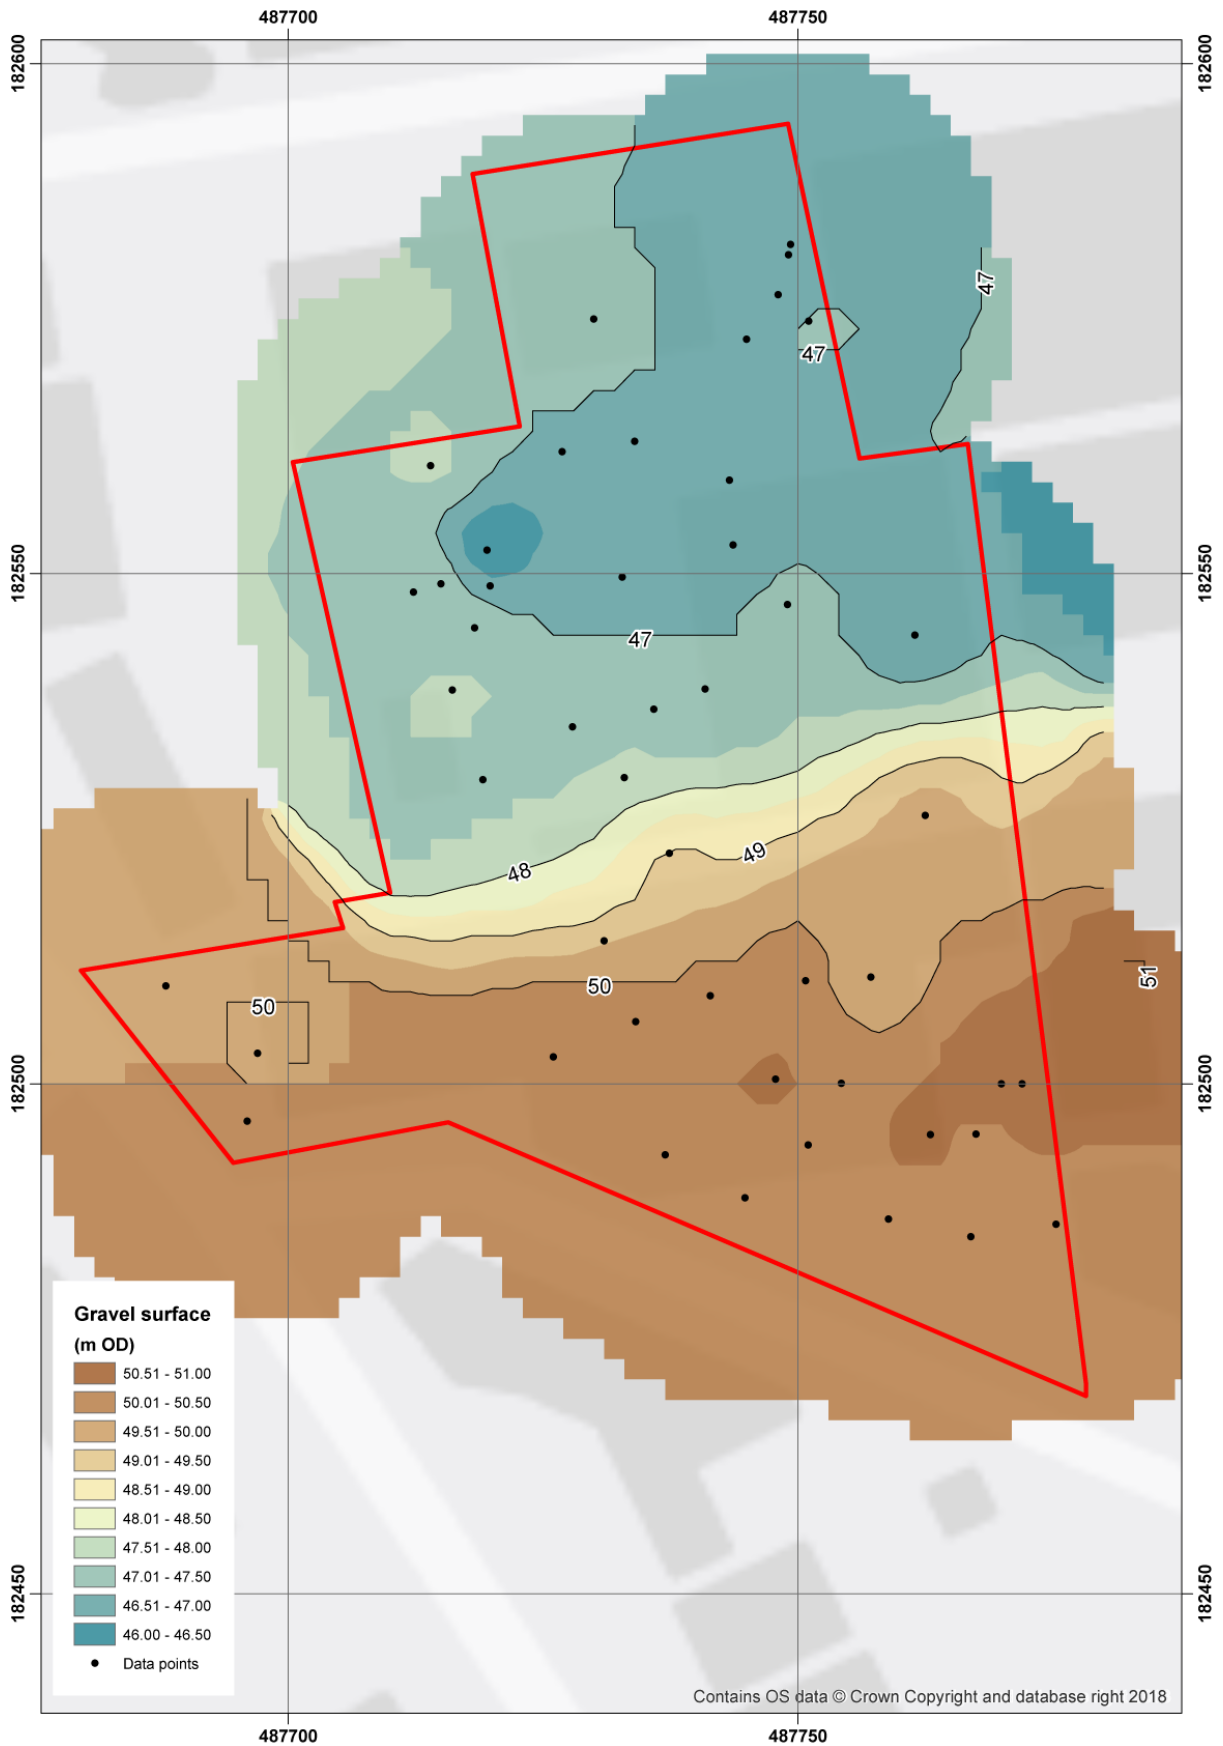 487700 487750
182600 182600
47
47
47
182550 182550
48
49
50
50
51
182500 182500
Gravel surface
(m OD)
50.51 - 51.00
50.01 - 50.50
49.51 - 50.00
49.01 - 49.50
48.51 - 49.00
48.01 - 48.50
47.51 - 48.00
47.01 - 47.50
46.51 - 47.00
46.00 - 46.50
Data points
182450 182450
Contains OS data © Crown Copyright and database right 2018
487700 487750